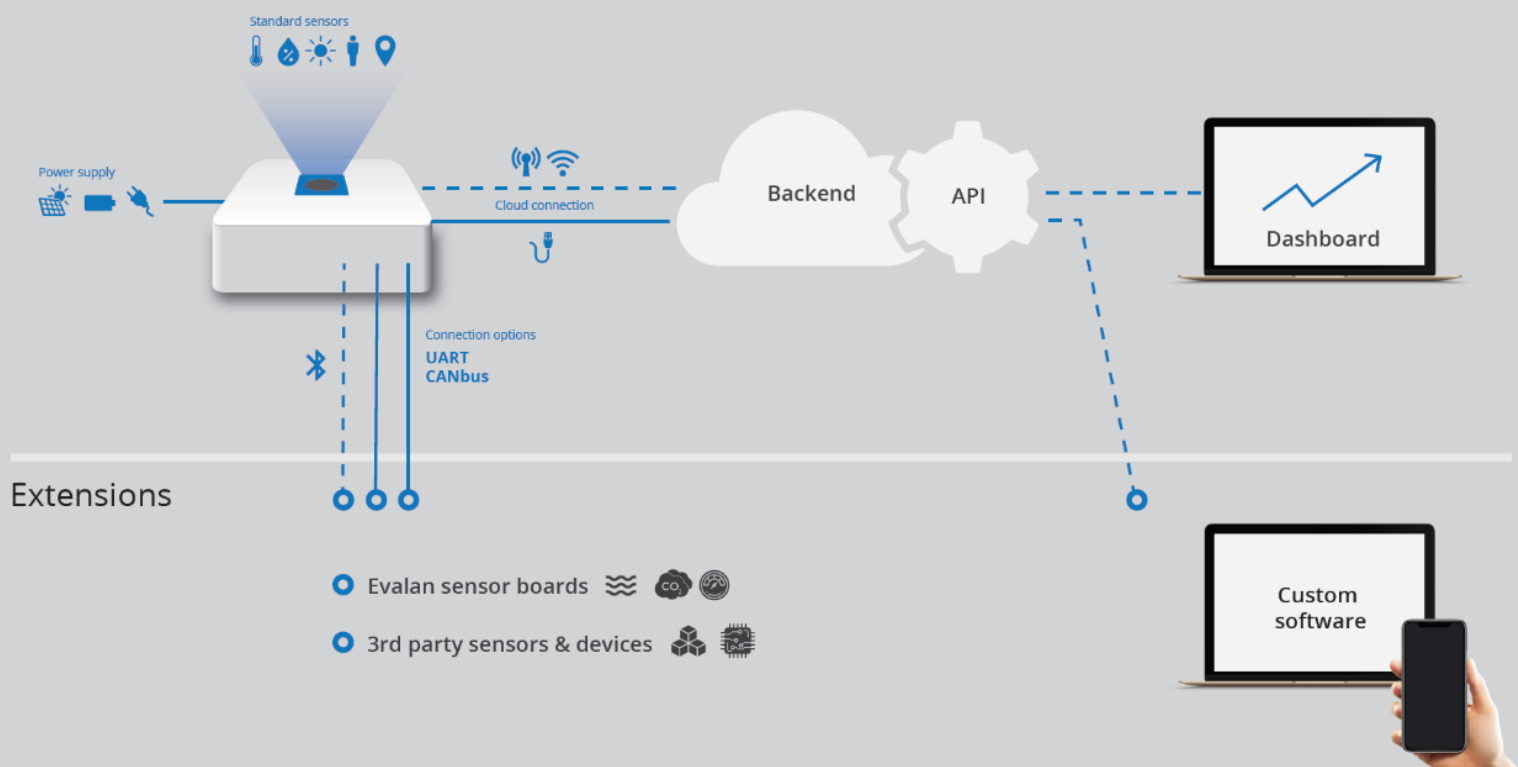 Standard sensors
%
Power supply
Cloud connection
Backend
API
Dashboard
Connection options
UART
CANbus
Extensions
Evalan sensor boards
CO₂
3rd party sensors & devices
Custom
software